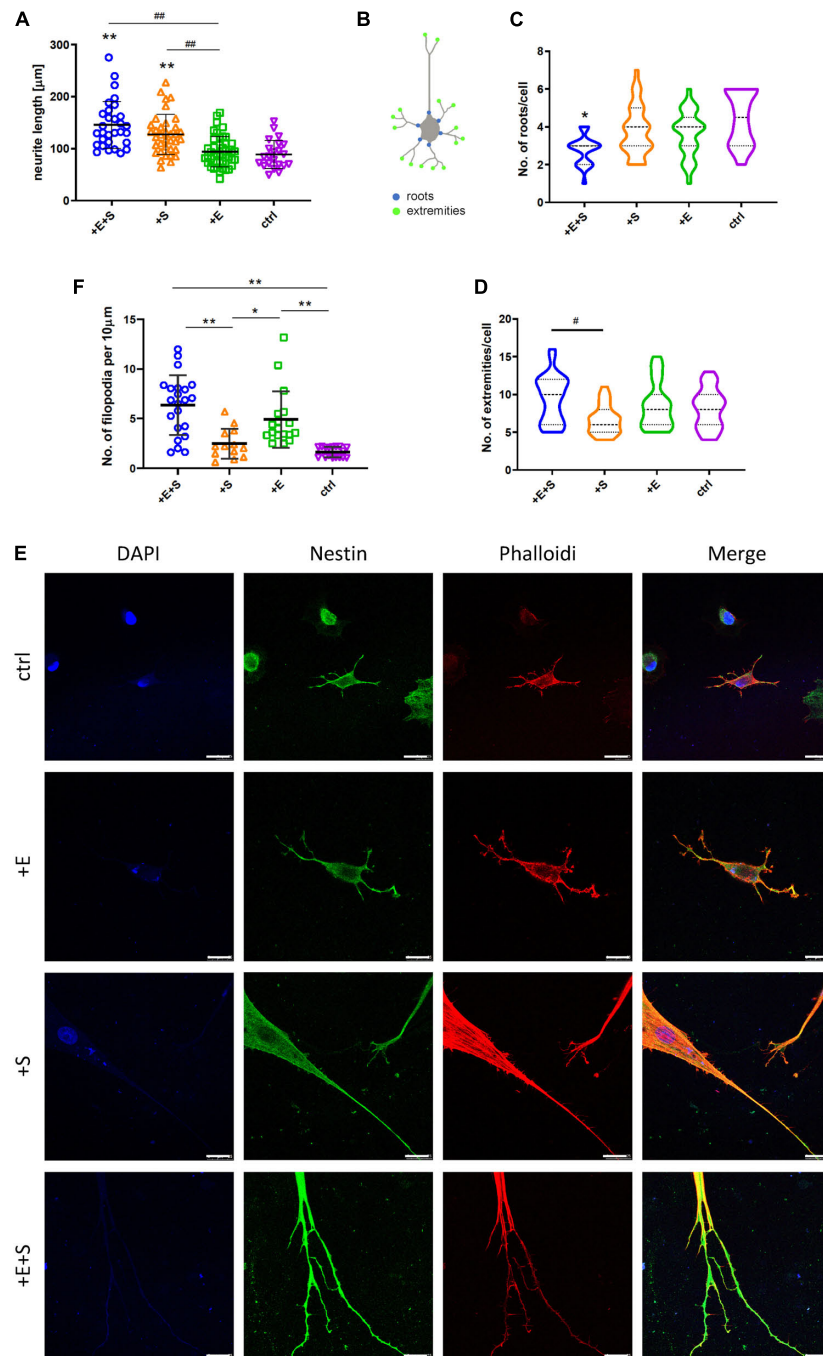 A
##
**
##
**
neurite length [µm]
300
200
100
0
+E+S
+S
+E
ctrl
B
roots
extremities
C
No. of roots/cell
8
6
4
2
0
*
+E+S
+S
+E
ctrl
F
**
**
*
**
No. of filopodia per 10µm
15
10
5
0
+E+S
+S
+E
ctrl
D
No. of extremities/cell
20
15
10
5
0
#
+E+S
+S
+E
ctrl
E
DAPI
Nestin
Phalloidi
Merge
ctrl
+E
+S
+E+S